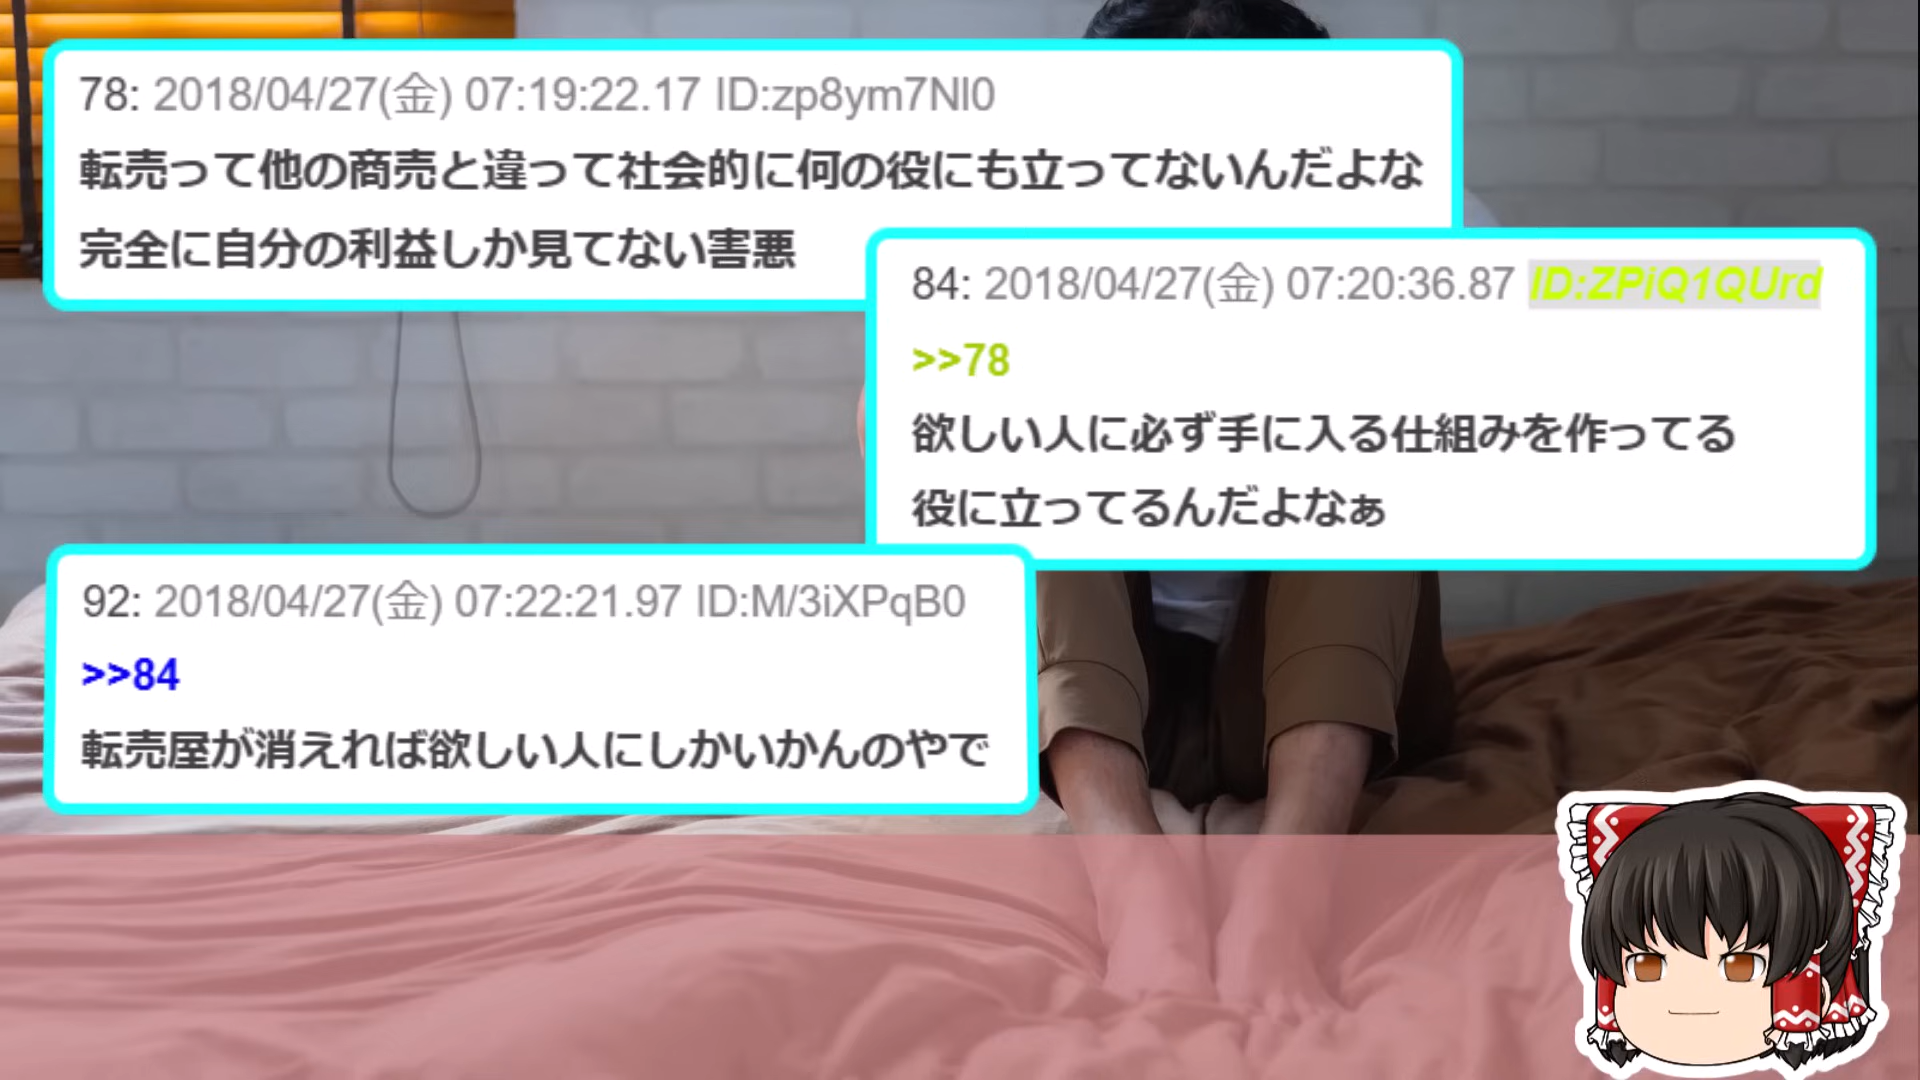 78: 2018/04/27(金) 07:19:22.17 ID:zp8ym7Nl0
転売って他の商売と違って社会的に何の役にも立ってないんだよな
完全に自分の利益しか見てない害悪
84: 2018/04/27(金) 07:20:36.87 ID:ZPiQ1QUrd
>>78
欲しい人に必ず手に入る仕組みを作ってる
役に立ってるんだよなぁ
92: 2018/04/27(金) 07:22:21.97 ID:M/3iXPqB0
>>84
転売屋が消えれば欲しい人にしかいかんのやで